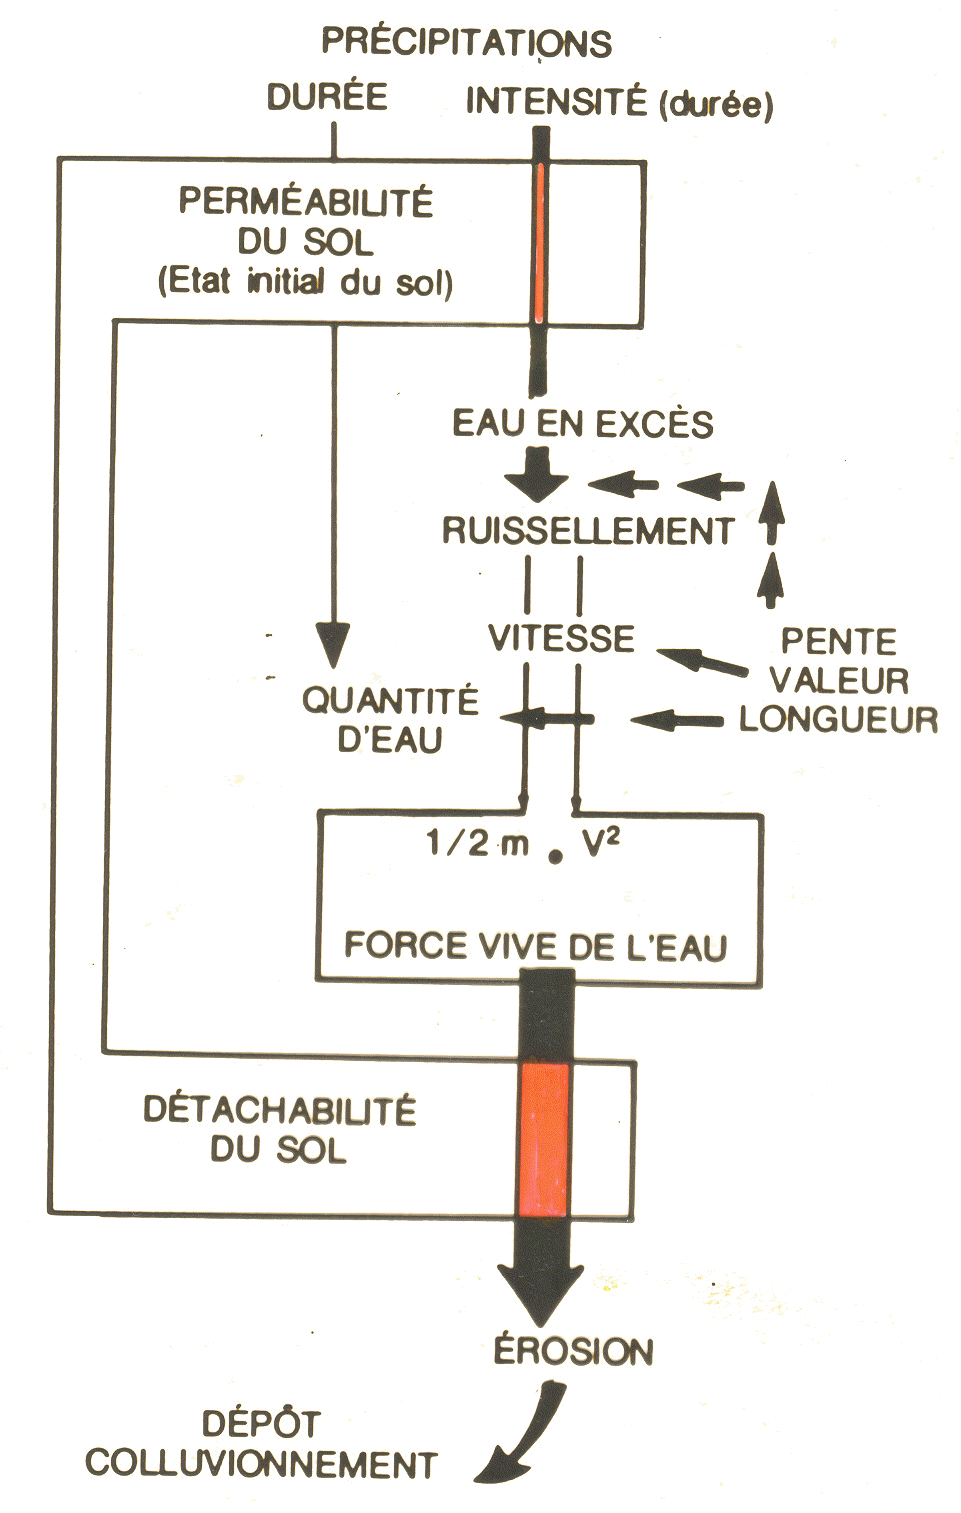 PRÉCIPITATIONS
DURÉE
INTENSITÉ (durée)
PERMÉABILITÉ
DU SOL
(Etat initial du sol)
EAU EN EXCÈS
RUISSELLEMENT
VITESSE
PENTE
VALEUR
LONGUEUR
QUANTITÉ
D'EAU
1/2 m . V²
FORCE VIVE DE L'EAU
DÉTACHABILITÉ
DU SOL
ÉROSION
DÉPÔT
COLLUVIONNEMENT